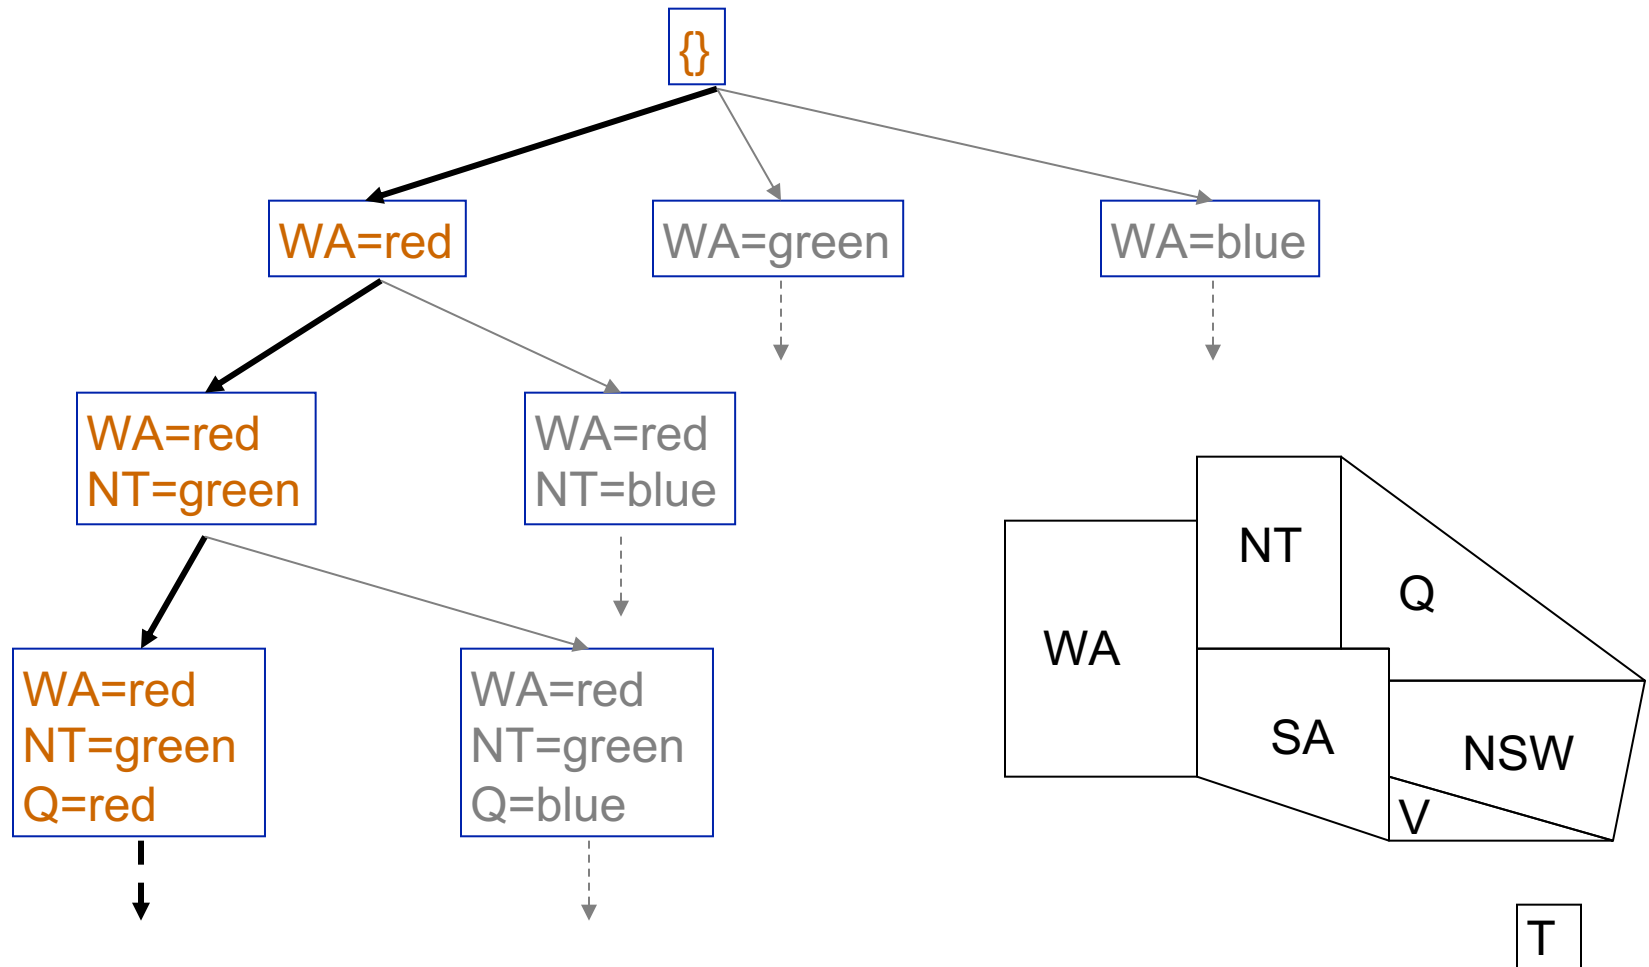 {}
WA=red
WA=green
WA=blue
WA=red
NT=green
WA=red
NT=blue
WA=red
NT=green
Q=red
WA=red
NT=green
Q=blue
NT
Q
WA
SA
NSW
V
T